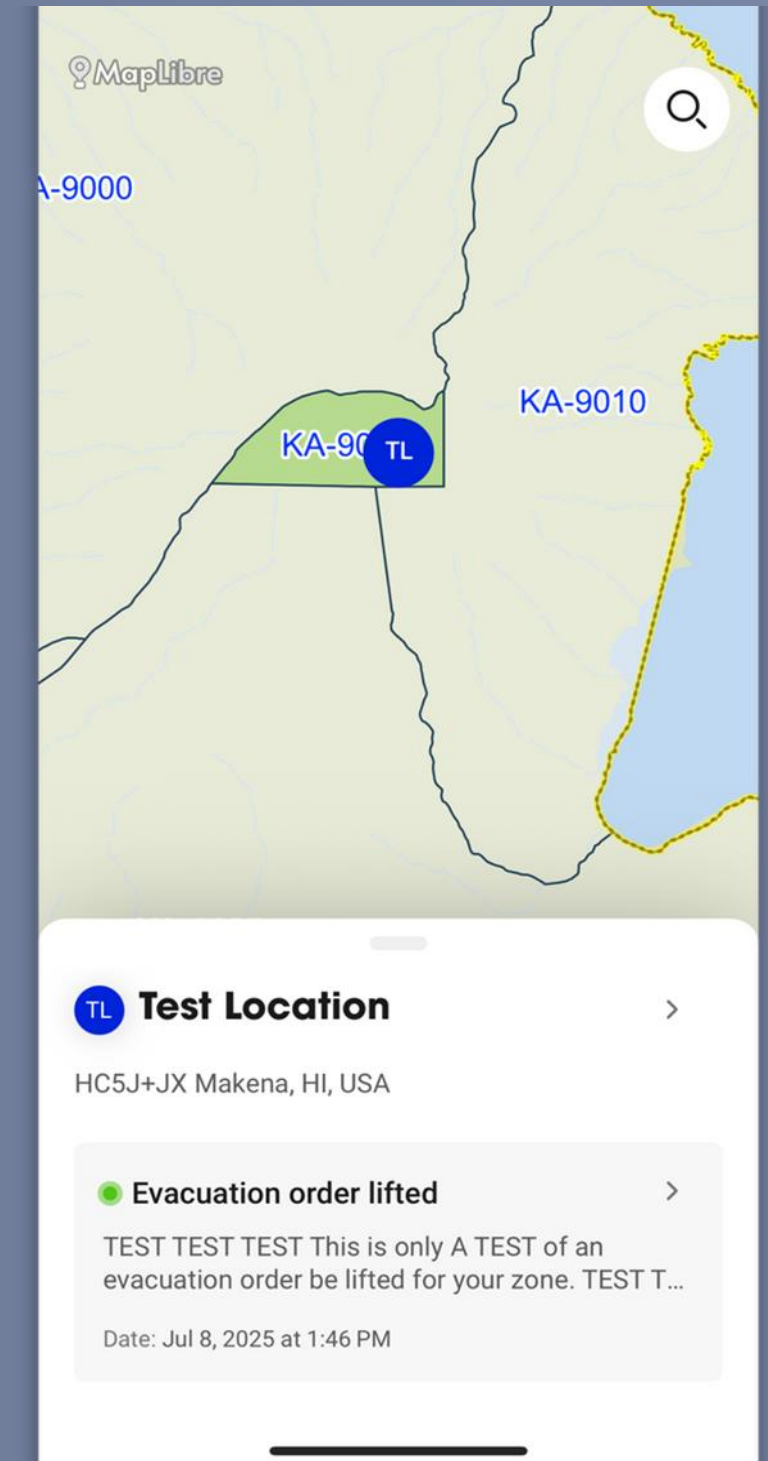 MapLibre
A-9000
KA-9010
KA-90
TL
TL Test Location
HC5J+JX Makena, HI, USA
Evacuation order lifted
TEST TEST TEST This is only A TEST of an
evacuation order be lifted for your zone. TEST T...
Date: Jul 8, 2025 at 1:46 PM